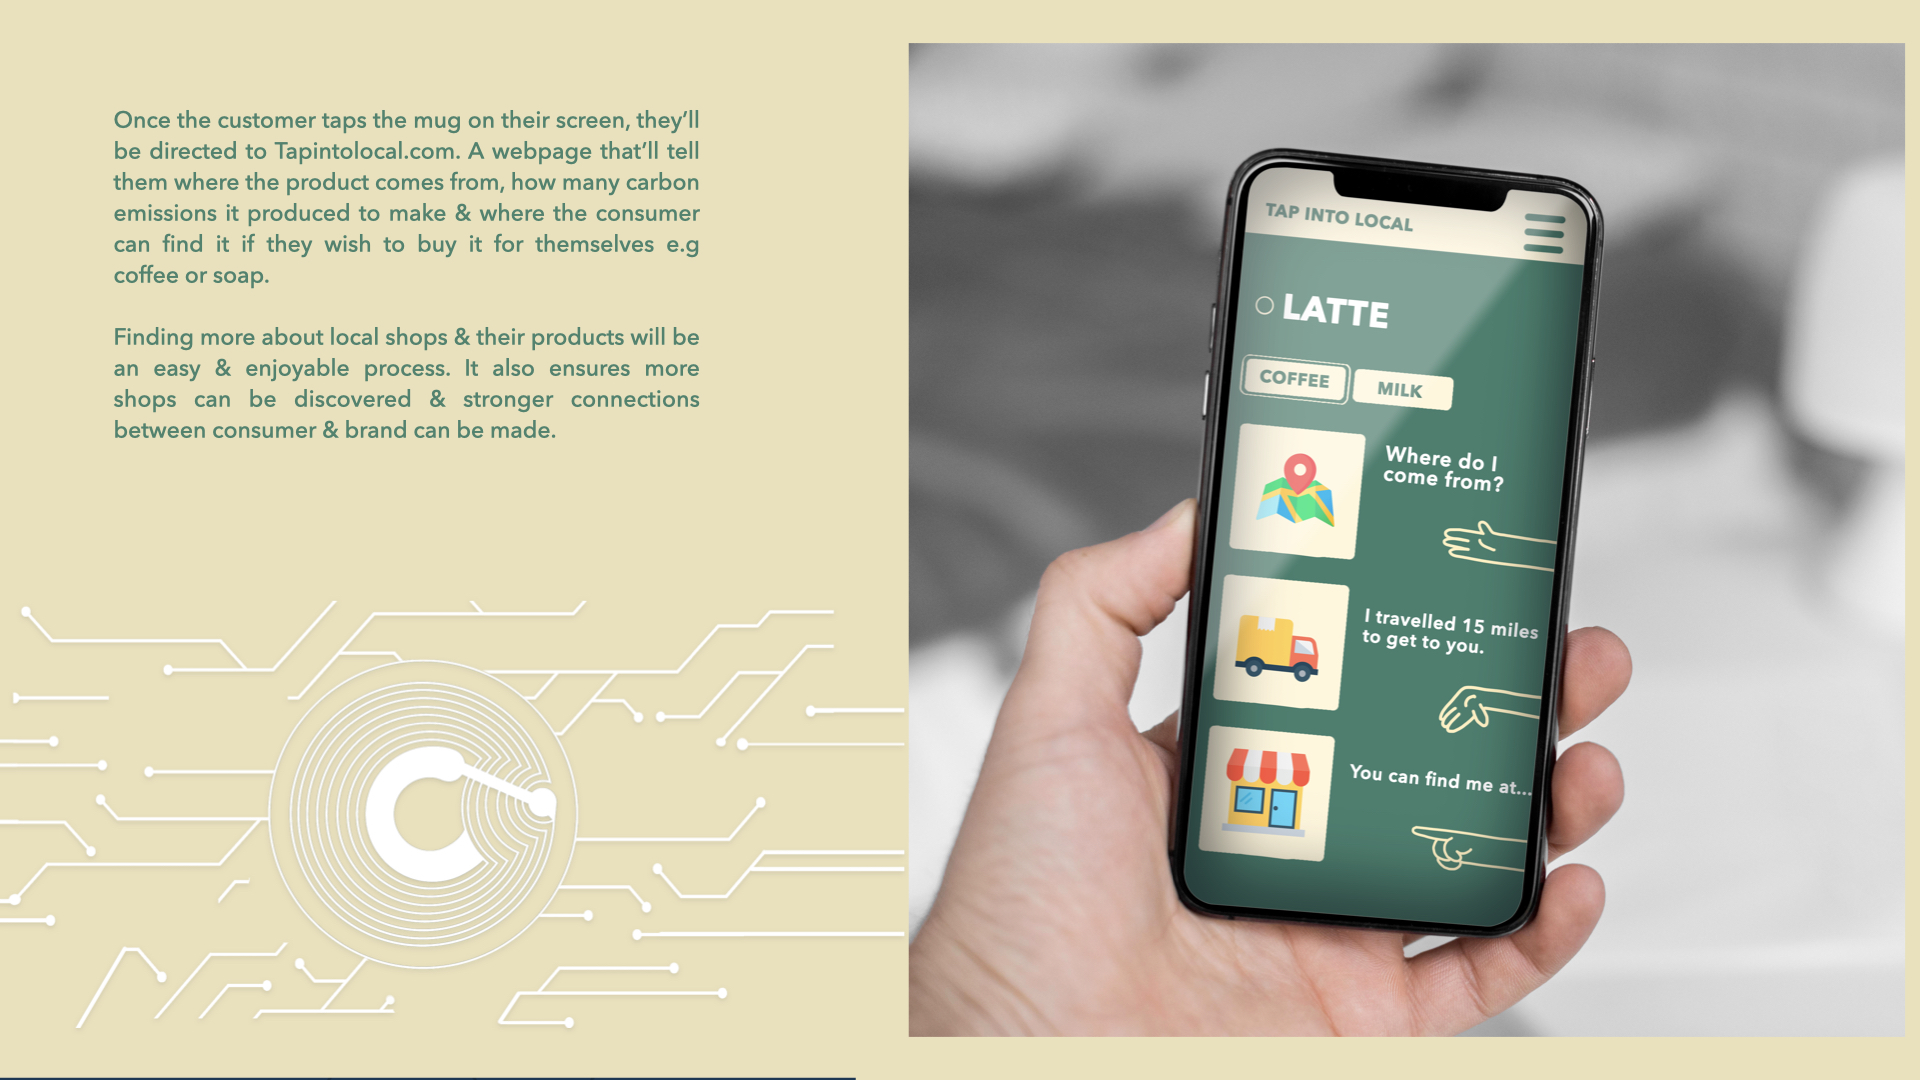 Once the customer taps the mug on their screen, they’ll
be directed to Tapintolocal.com. A webpage that’ll tell
them where the product comes from, how many carbon
emissions it produced to make & where the consumer
can find it if they wish to buy it for themselves e.g
coffee or soap.
Finding more about local shops & their products will be
an easy & enjoyable process. It also ensures more
shops can be discovered & stronger connections
between consumer & brand can be made.
TAP INTO LOCAL
LATTE
COFFEE
MILK
Where do I
come from?
I travelled 15 miles
to get to you.
You can find me at...